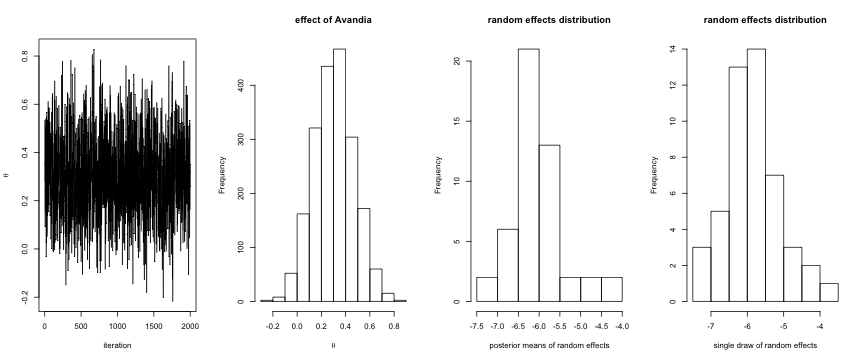 effect of Avandia
random effects distribution
random effects distribution
θ
-0.2 0.0 0.2 0.4 0.6 0.8
0 500 1000 1500 2000
iteration
Frequency
0 100 200 300 400
-0.2 0.0 0.2 0.4 0.6 0.8
θ
Frequency
0 5 10 15 20
-7.5 -7.0 -6.5 -6.0 -5.5 -5.0 -4.5 -4.0
posterior means of random effects
Frequency
0 2 4 6 8 10 12 14
-7 -6 -5 -4
single draw of random effects